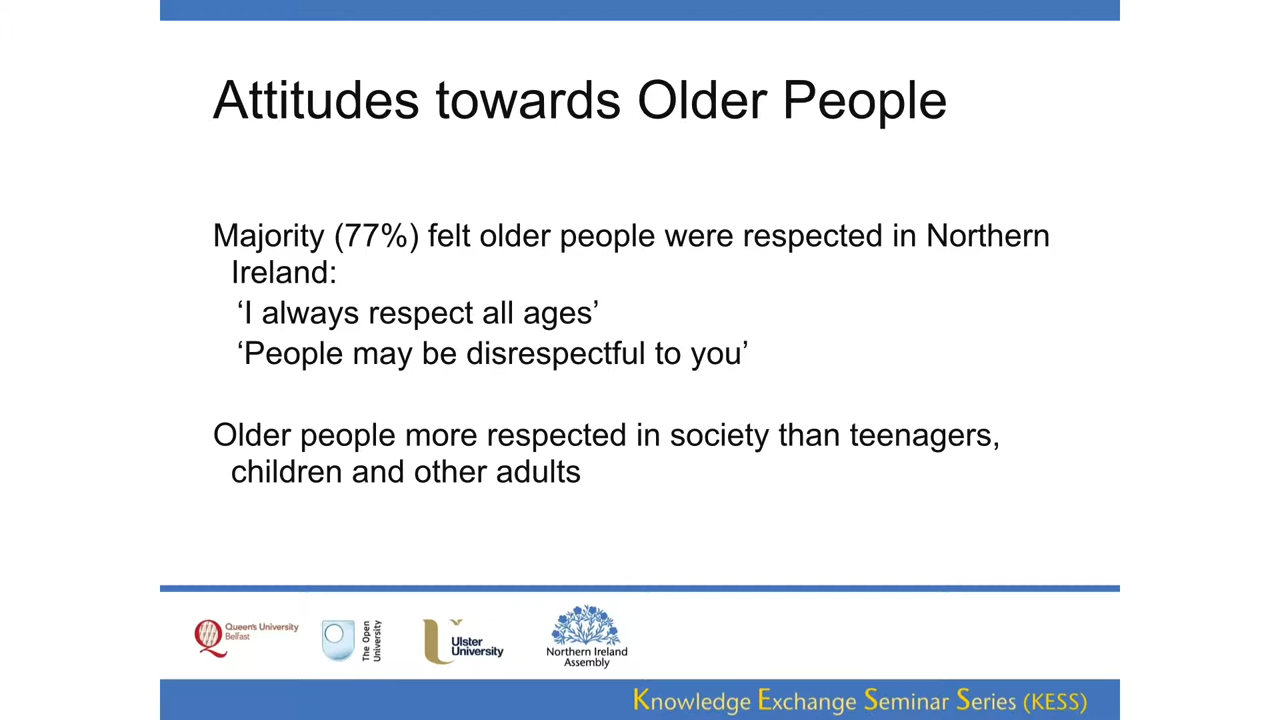 Attitudes towards Older People
Majority (77%) felt older people were respected in Northern
Ireland:
‘I always respect all ages’
‘People may be disrespectful to you’
Older people more respected in society than teenagers,
children and other adults
Queen's University
Belfast
The Open
University
Ulster
University
Northern Ireland
Assembly
Knowledge Exchange Seminar Series (KESS)